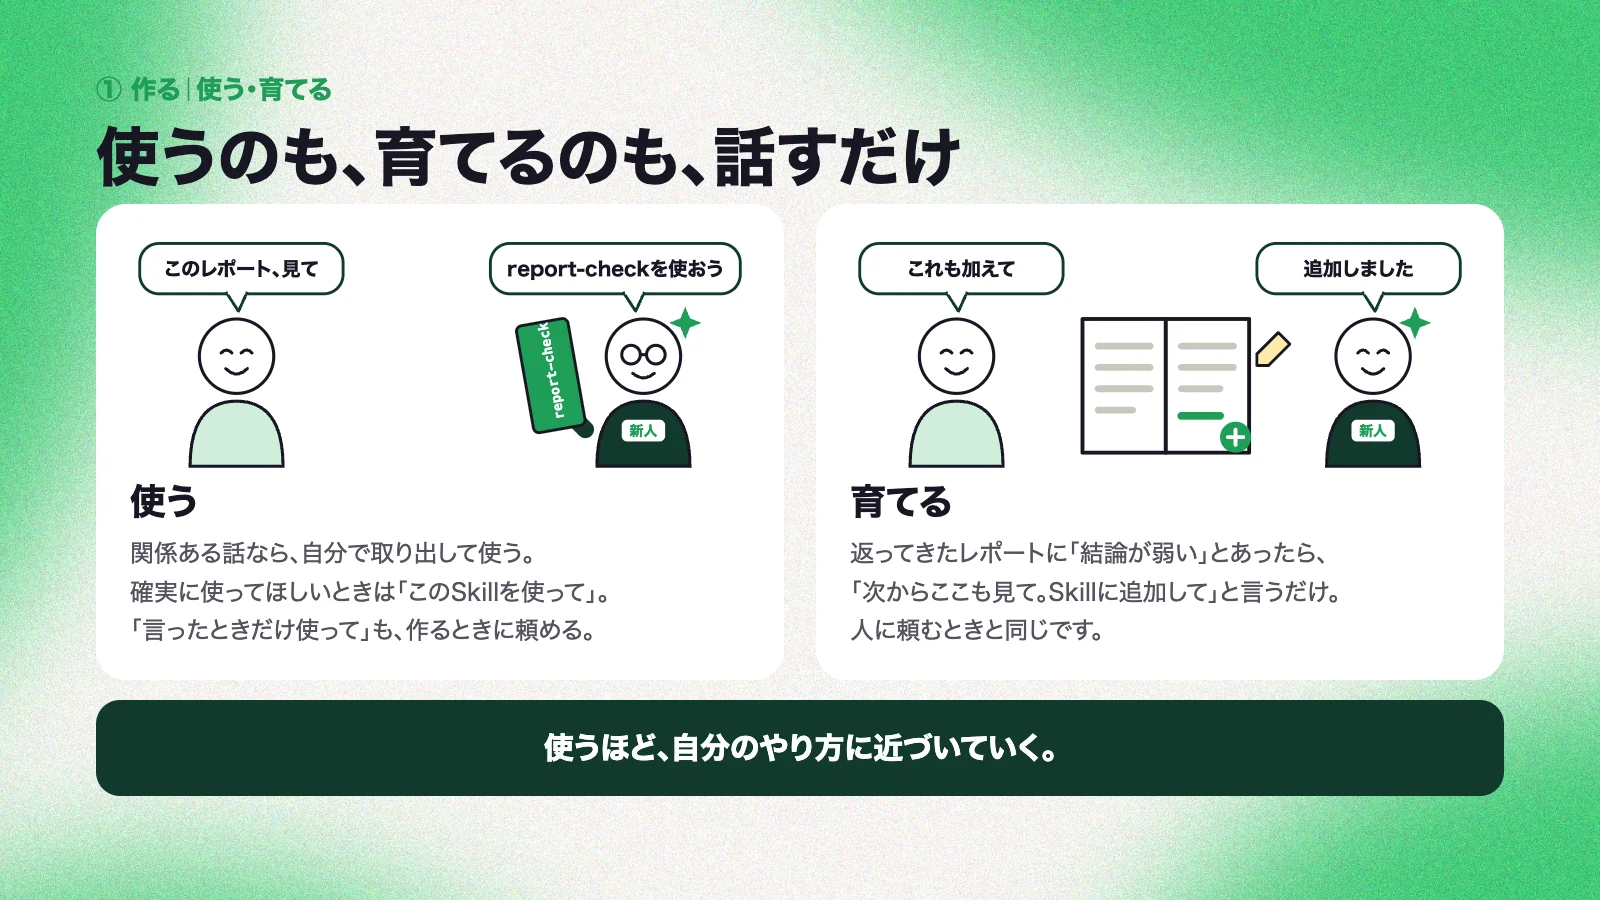 ① 作る｜使う・育てる
使うのも、育てるのも、話すだけ
このレポート、見て
report-checkを使おう
report-check
新人
使う
関係ある話なら、自分で取り出して使う。
確実に使ってほしいときは「このSkillを使って」。
「言ったときだけ使って」も、作るときに頼める。
これも加えて
追加しました
新人
育てる
返ってきたレポートに「結論が弱い」とあったら、
「次からここも見て。Skillに追加して」と言うだけ。
人に頼むときと同じです。
使うほど、自分のやり方に近づいていく。